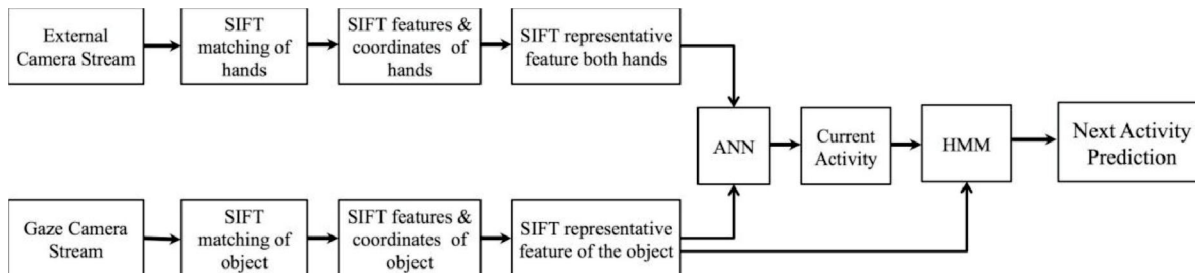 External
Camera Stream
SIFT
matching of
hands
SIFT features &
coordinates of
hands
SIFT representative
feature both hands
ANN
Current
Activity
HMM
Next Activity
Prediction
Gaze Camera
Stream
SIFT
matching of
object
SIFT features &
coordinates of
object
SIFT representative
feature of the object